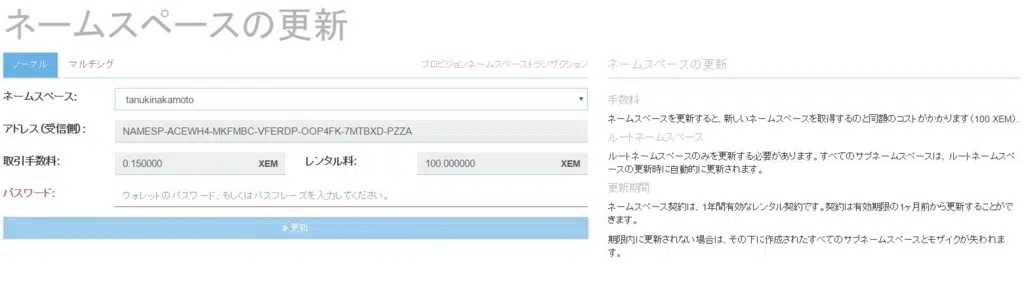 ネームスペースの更新
ノーマル
マルチシグ
プロビジョンネームスペーストランザクション
ネームスペース:
tanukinakamoto
アドレス(受信側):
NAMESP-ACEWH4-MKFMBC-VFERDP-OOP4FK-7MTBXD-PZZA
取引手数料:
0.150000
XEM
レンタル料:
100.000000
XEM
パスワード:
ウォレットのパスワード、もしくはパスフレーズを入力してください。
更新
ネームスペースの更新
手数料
ネームスペースを更新すると、新しいネームスペースを取得するのと同額のコストがかかります(100 XEM).
ルートネームスペース
ルートネームスペースのみを更新する必要があります。すべてのサブネームスペースは、ルートネームスペ
ースの更新時に自動的に更新されます。
更新期間
ネームスペース契約は、1年間有効なレンタル契約です。契約は有効期限の1ヶ月前から更新することがで
きます。
期限内に更新されない場合は、その下に作成されたすべてのサブネームスペースとモザイクが失われま
す。